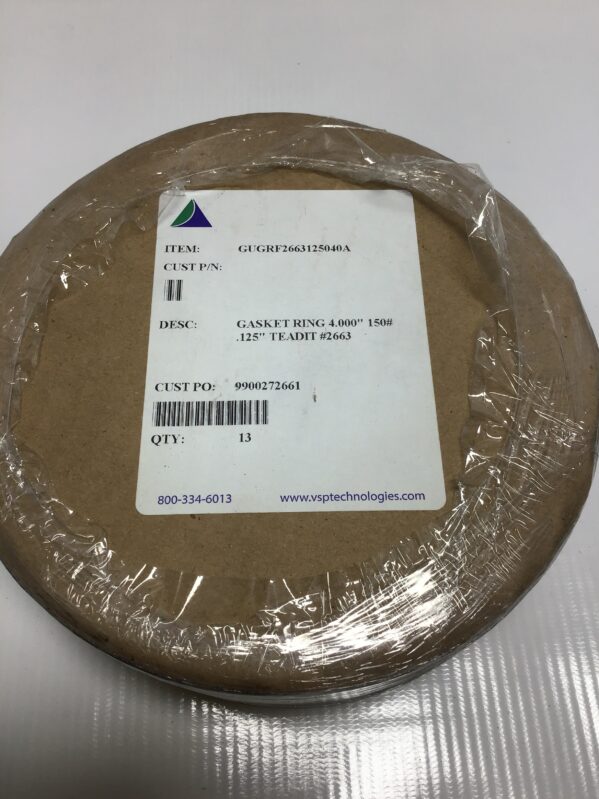 ITEM: GUGRF2663125040A
CUST P/N:
DESC: GASKET RING 4.000" 150#
.125" TEADIT #2663
CUST PO: 9900272661
QTY: 13
800-334-6013 www.vsptechnologies.com